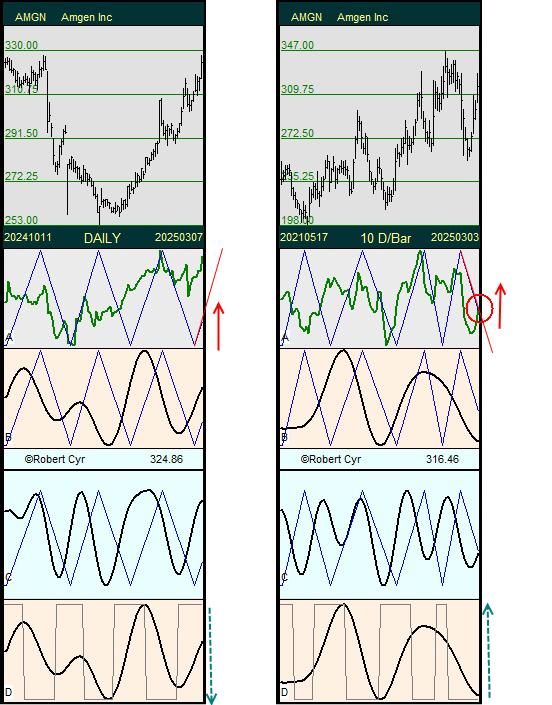 AMGN Amgen Inc
330.00
310.75
291.50
272.25
253.00
20241011 DAILY 20250307
A
B
©Robert Cyr 324.86
C
D
AMGN Amgen Inc
347.00
309.75
272.50
235.25
198.00
20210517 10 D/Bar 20250303
A
B
©Robert Cyr 316.46
C
D